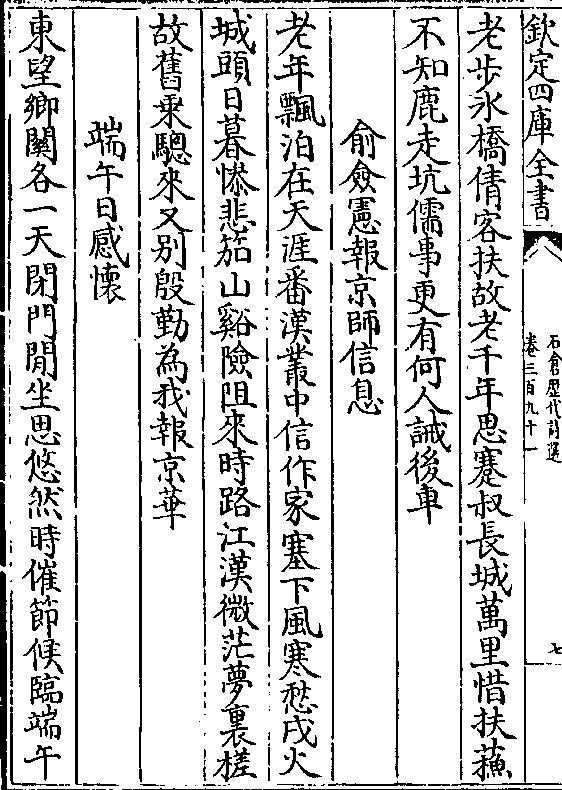 欽定四庫全書
石倉歷代詩選
卷三百九十一
七
老步氷橋倩客扶故老千年思蹇叔長城萬里惜扶蘓
不知鹿走坑儒事更有何人誡後車
俞僉憲報京師信息
老年飄泊在天涯番漢叢中信作家塞下風寒愁戍火
城頭日暮慘悲笳山谿險阻來時路江漢微茫夢裏槎
故舊乘驄來又别殷勤為我報京華
端午日感懷
東望鄉關各一天閉門閒坐思悠然時催節候臨端午